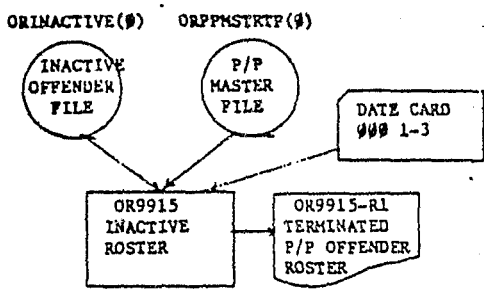 ORINACTIVE(Ø)
ORPPMSTRTP(Ø)
INACTIVE
OFFENDER
FILE
P/P
MASTER
FILE
DATE CARD
ØØØ 1-3
OR9915
INACTIVE
ROSTER
OR9915-R1
TERMINATED
P/P OFFENDER
ROSTER